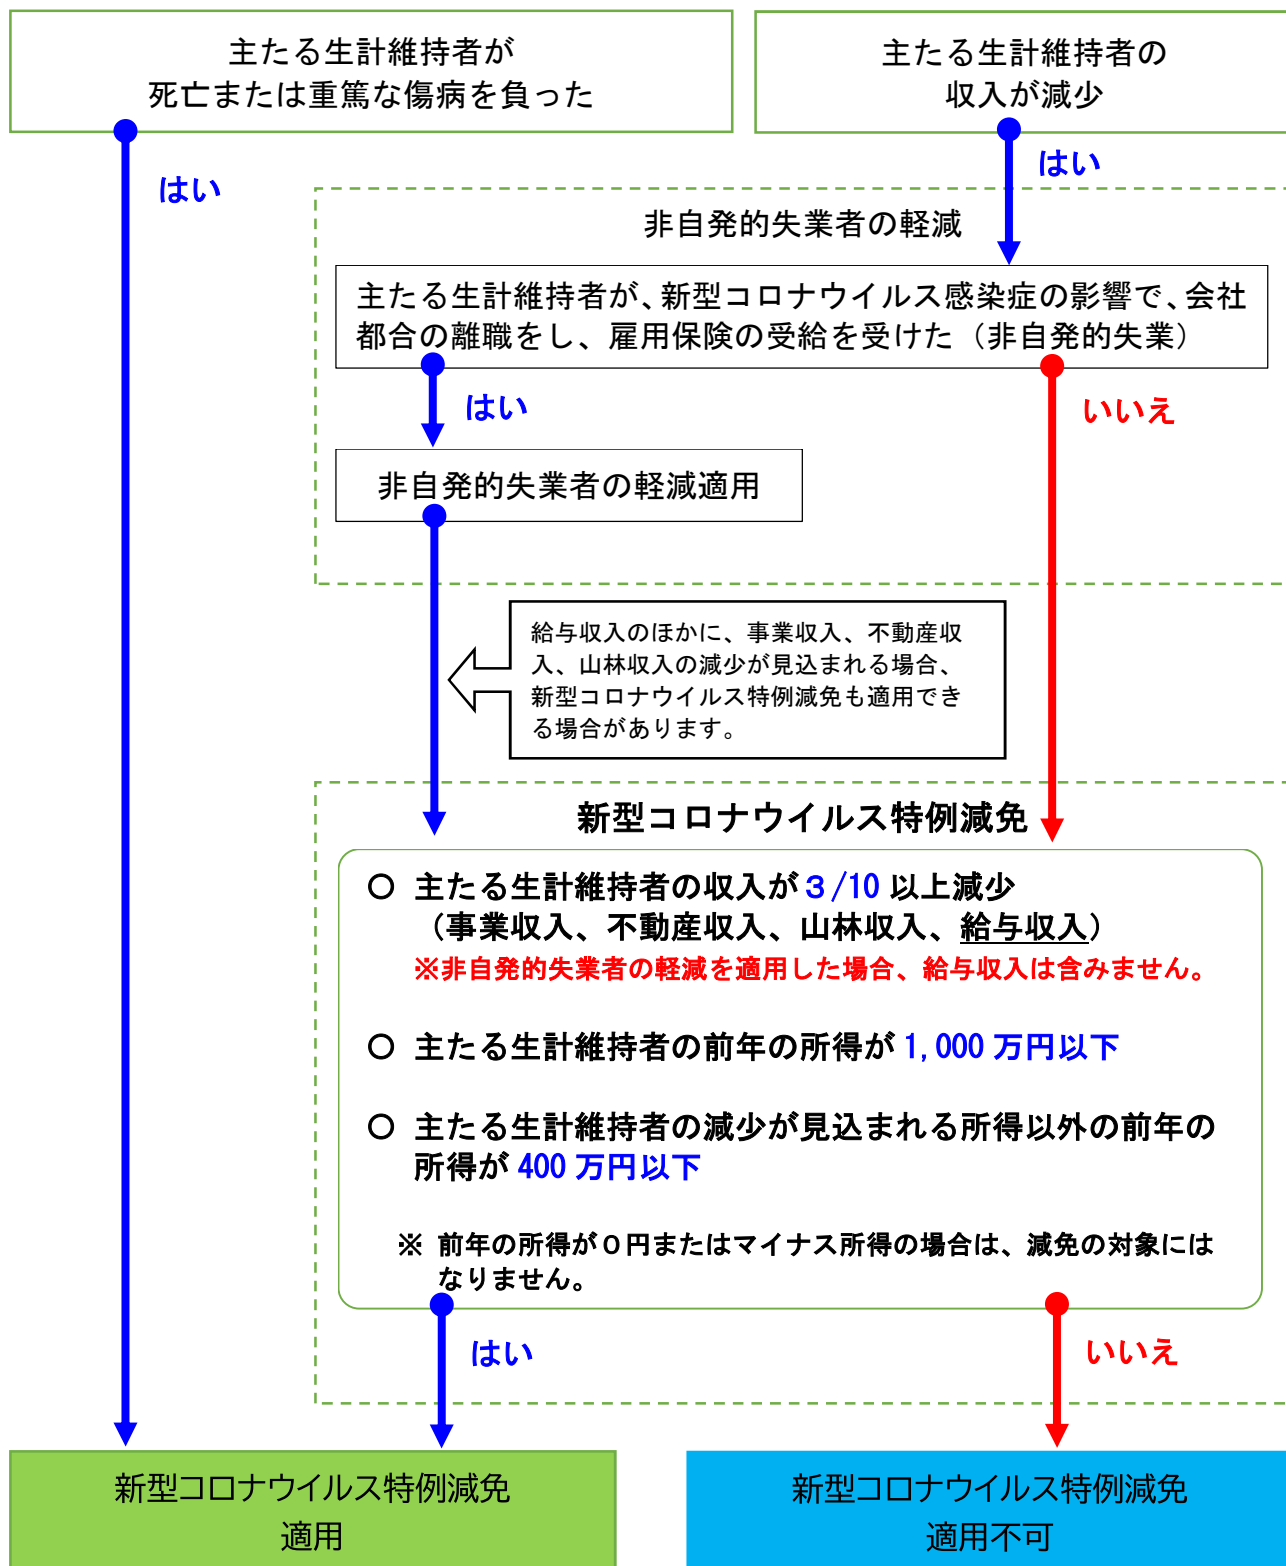 主たる生計維持者が
死亡または重篤な傷病を負った
主たる生計維持者の
収入が減少
はい
はい
非自発的失業者の軽減
主たる生計維持者が、新型コロナウイルス感染症の影響で、会社
都合の離職をし、雇用保険の受給を受けた（非自発的失業）
はい
いいえ
非自発的失業者の軽減適用
給与収入のほかに、事業収入、不動産収
入、山林収入の減少が見込まれる場合、
新型コロナウイルス特例減免も適用でき
る場合があります。
新型コロナウイルス特例減免
〇 主たる生計維持者の収入が３/10 以上減少
（事業収入、不動産収入、山林収入、給与収入）
※非自発的失業者の軽減を適用した場合、給与収入は含みません。
〇 主たる生計維持者の前年の所得が 1,000 万円以下
〇 主たる生計維持者の減少が見込まれる所得以外の前年の
所得が 400 万円以下
※ 前年の所得が０円またはマイナス所得の場合は、減免の対象には
なりません。
はい
いいえ
新型コロナウイルス特例減免
適用
新型コロナウイルス特例減免
適用不可